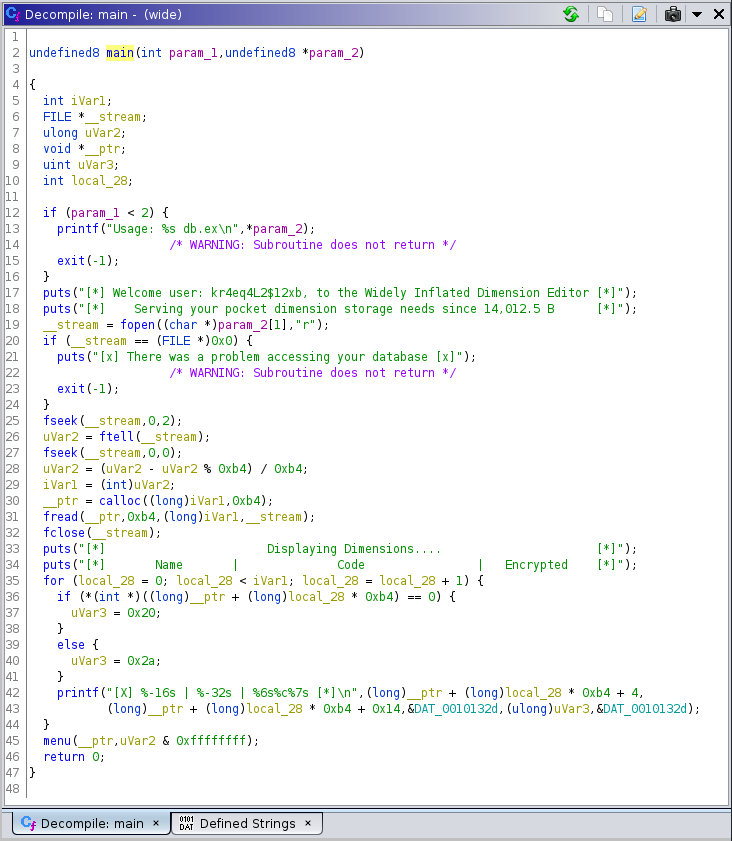 Decompile: main - (wide)
1
2 undefined8 main(int param_1,undefined8 *param_2)
3
4 {
5 int iVar1;
6 FILE *__stream;
7 ulong uVar2;
8 void *__ptr;
9 uint uVar3;
10 int local_28;
11
12 if (param_1 < 2) {
13 printf("Usage: %s db.ex\n",*param_2);
14 /* WARNING: Subroutine does not return */
15 exit(-1);
16 }
17 puts("[*] Welcome user: kr4eq4L2$12xb, to the Widely Inflated Dimension Editor [*]");
18 puts("[*]    Serving your pocket dimension storage needs since 14,012.5 B      [*]");
19 __stream = fopen((char *)param_2[1],"r");
20 if (__stream == (FILE *)0x0) {
21 puts("[x] There was a problem accessing your database [x]");
22 /* WARNING: Subroutine does not return */
23 exit(-1);
24 }
25 fseek(__stream,0,2);
26 uVar2 = ftell(__stream);
27 fseek(__stream,0,0);
28 uVar2 = (uVar2 - uVar2 % 0xb4) / 0xb4;
29 iVar1 = (int)uVar2;
30 __ptr = calloc((long)iVar1,0xb4);
31 fread(__ptr,0xb4,(long)iVar1,__stream);
32 fclose(__stream);
33 puts("[*]                       Displaying Dimensions....                      [*]");
34 puts("[*]       Name       |               Code                |   Encrypted    [*]");
35 for (local_28 = 0; local_28 < iVar1; local_28 = local_28 + 1) {
36 if (*(int *)((long)__ptr + (long)local_28 * 0xb4) == 0) {
37 uVar3 = 0x20;
38 }
39 else {
40 uVar3 = 0x2a;
41 }
42 printf("[X] %-16s | %-32s | %6s%c%7s [*]\n",(long)__ptr + (long)local_28 * 0xb4 + 4,
43 (long)__ptr + (long)local_28 * 0xb4 + 0x14,&DAT_0010132d,(ulong)uVar3,&DAT_0010132d);
44 }
45 menu(__ptr,uVar2 & 0xffffffff);
46 return 0;
47 }
48
Decompile: main × Defined Strings ×